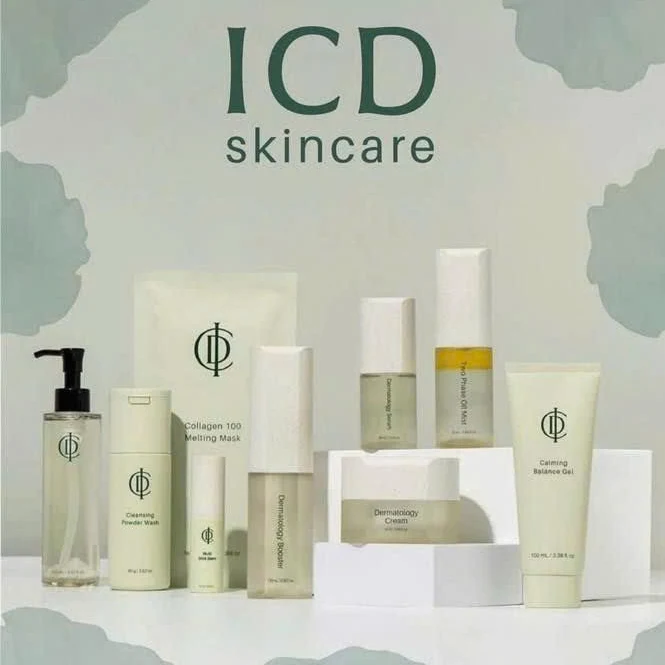 ICD
skincare
Collagen 100
Melting Mask
Cleansing
Powder Wash
Multi
Dermatology Booster
Dermatology Serum
Two Phase Oil Mist
Dermatology
Cream
Calming
Balance Gel
100 mL / 3.38 fl.oz